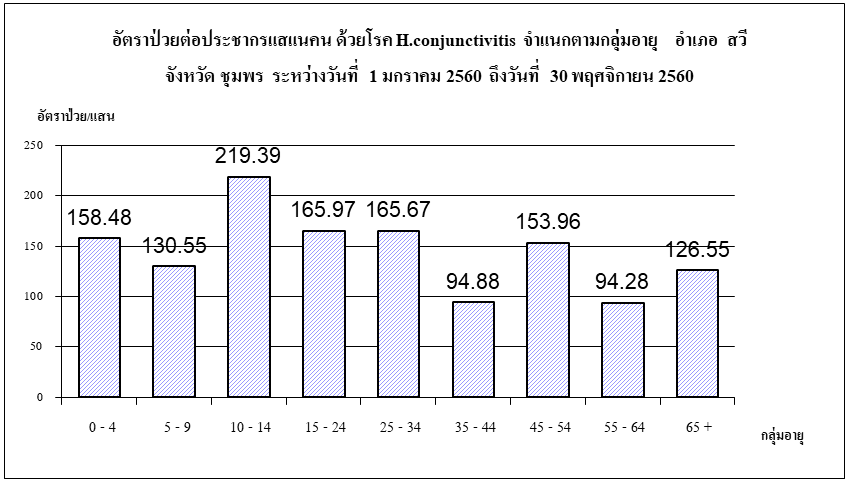 อัตราป่วยต่อประชากรแสแนคน ด้วยโรค H.conjunctivitis จำแนกตามกลุ่มอายุ อำเภอ สวี
จังหวัด ชุมพร ระหว่างวันที่ 1 มกราคม 2560 ถึงวันที่ 30 พฤศจิกายน 2560
อัตราป่วย/แสน
250
200
150
100
50
0
158.48
130.55
219.39
165.97
165.67
94.88
153.96
94.28
126.55
0 - 4
5 - 9
10 - 14
15 - 24
25 - 34
35 - 44
45 - 54
55 - 64
65 +
กลุ่มอายุ